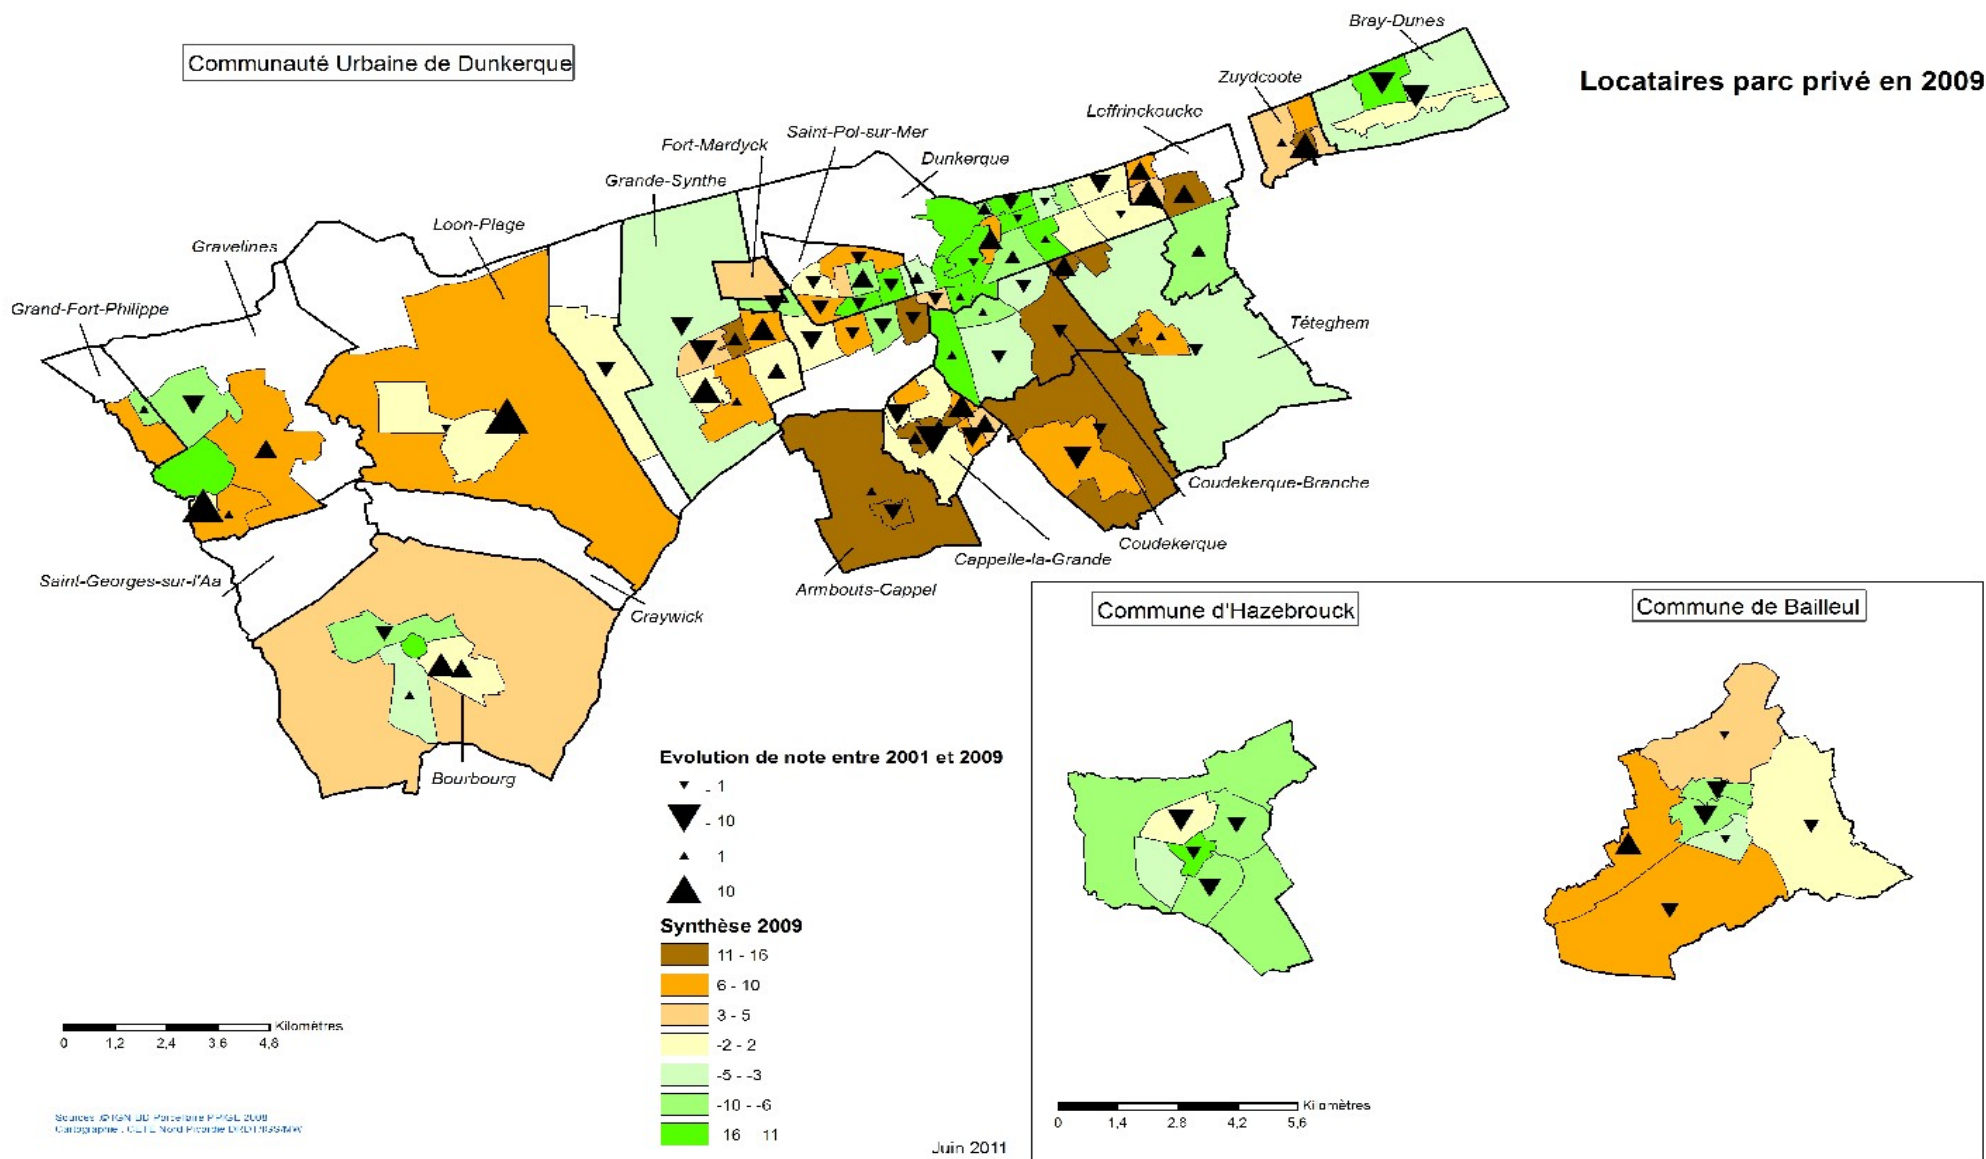 Communauté Urbaine de Dunkerque
Locataires parc privé en 2009
Bray-Dunes
Zuydcoote
Leffrinckoucke
Saint-Pol-sur-Mer
Fort-Mardyck
Dunkerque
Grande-Synthe
Loon-Plage
Gravelines
Grand-Fort-Philippe
Téteghem
Coudekerque-Branche
Coudekerque
Cappelle-la-Grande
Armbouts-Cappel
Saint-Georges-sur-l'Aa
Craywick
Bourbourg
Commune d'Hazebrouck
Commune de Bailleul
Evolution de note entre 2001 et 2009
- 1
- 10
1
10
Synthèse 2009
11 - 16
6 - 10
3 - 5
-2 - 2
-5 - -3
-10 - -6
16 11
Kilomètres
0 1,2 2,4 3,6 4,8
Kilomètres
0 1,4 2,8 4,2 5,6
Juin 2011